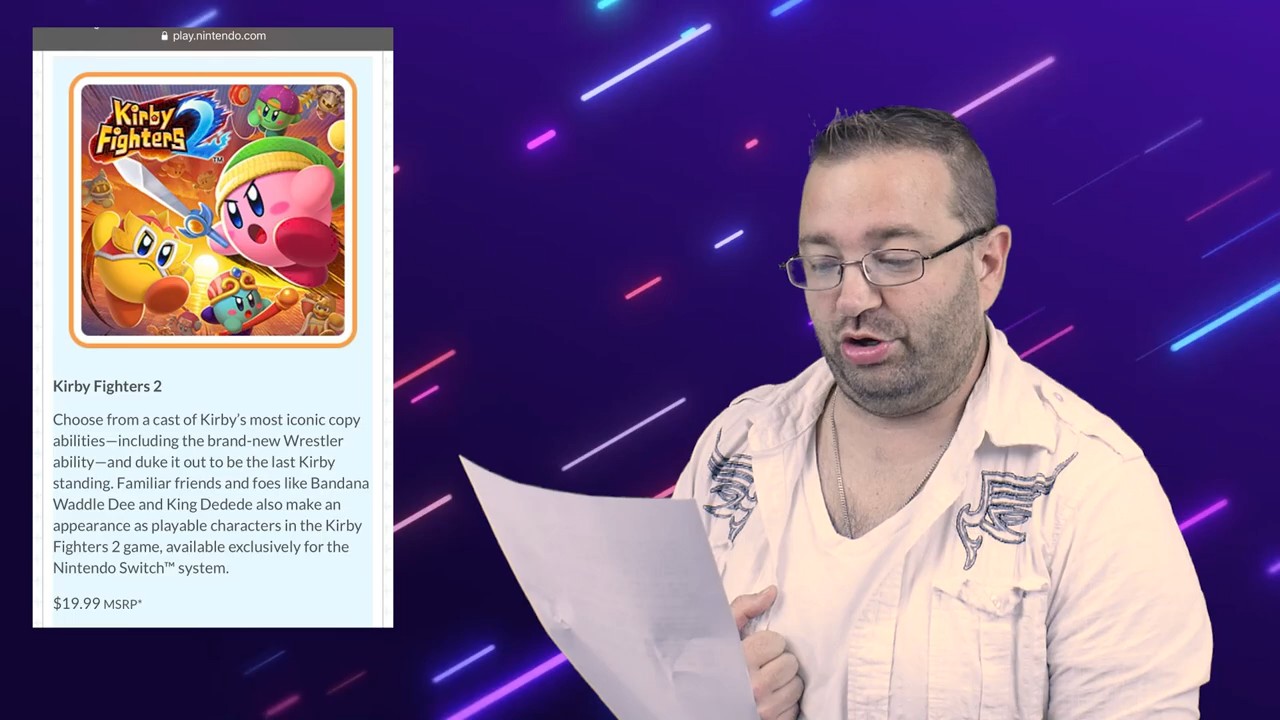 play.nintendo.com
Kirby
Fighters 2
TM
Kirby Fighters 2
Choose from a cast of Kirby's most iconic copy
abilities—including the brand-new Wrestler
ability—and duke it out to be the last Kirby
standing. Familiar friends and foes like Bandana
Waddle Dee and King Dedede also make an
appearance as playable characters in the Kirby
Fighters 2 game, available exclusively for the
Nintendo Switch™ system.
$19.99 MSRP*